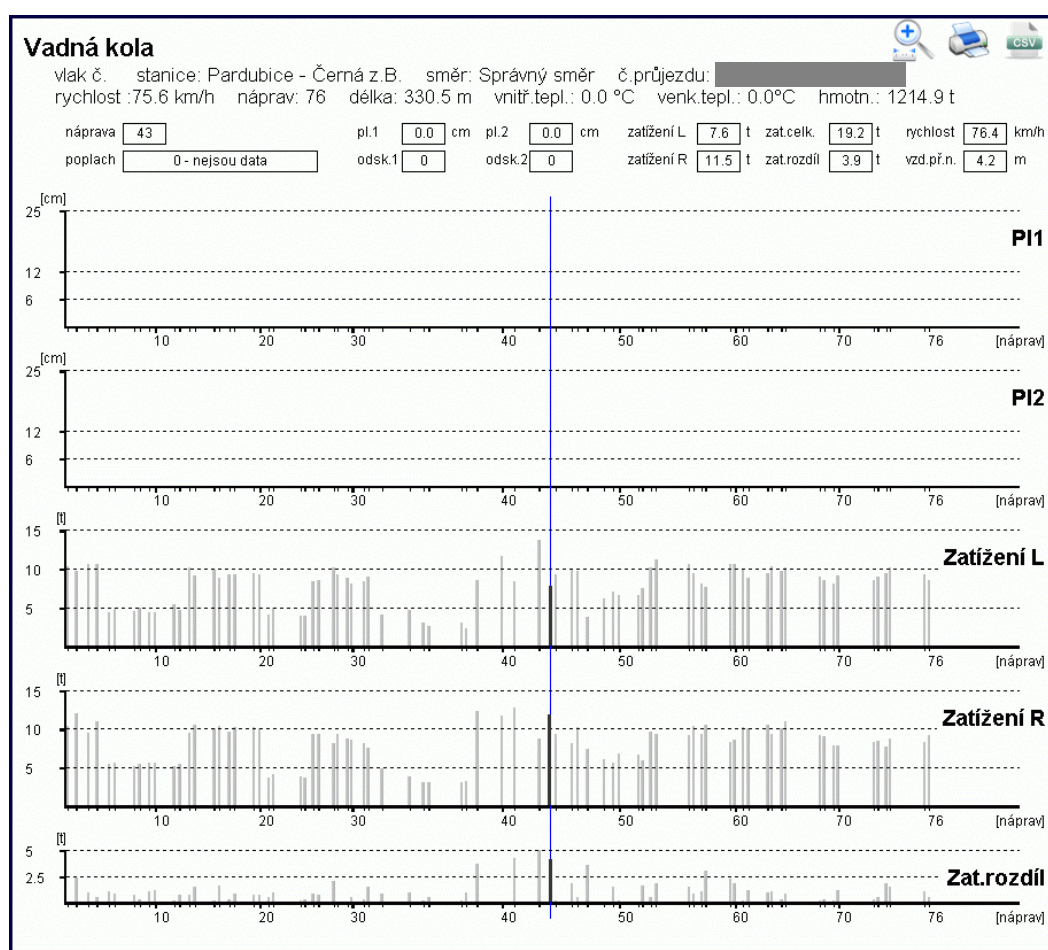 Vadná kola
CSV
vlak č. stanice: Pardubice - Černá z.B. směr: Správný směr č.průjezdu:
rychlost :75.6 km/h náprav: 76 délka: 330.5 m vnitř.tepl.: 0.0 °C venk.tepl.: 0.0°C hmotn.: 1214.9 t
náprava 43 pl.1 0.0 cm pl.2 0.0 cm zatížení L 7.6 t zat.celk. 19.2 t rychlost 76.4 km/h
poplach 0 - nejsou data odsk.1 0 odsk.2 0 zatížení R 11.5 t zat.rozdíl 3.9 t vzd.př.n. 4.2 m
[cm]
25
Pl1
12
6
10 20 30 40 50 60 70 76 [náprav]
[cm]
25
Pl2
12
6
10 20 30 40 50 60 70 76 [náprav]
[t]
15
Zatížení L
10
5
10 20 30 40 50 60 70 76 [náprav]
[t]
15
Zatížení R
10
5
10 20 30 40 50 60 70 76 [náprav]
[t]
5
2.5
Zat.rozdíl
10 20 30 40 50 60 70 76 [náprav]